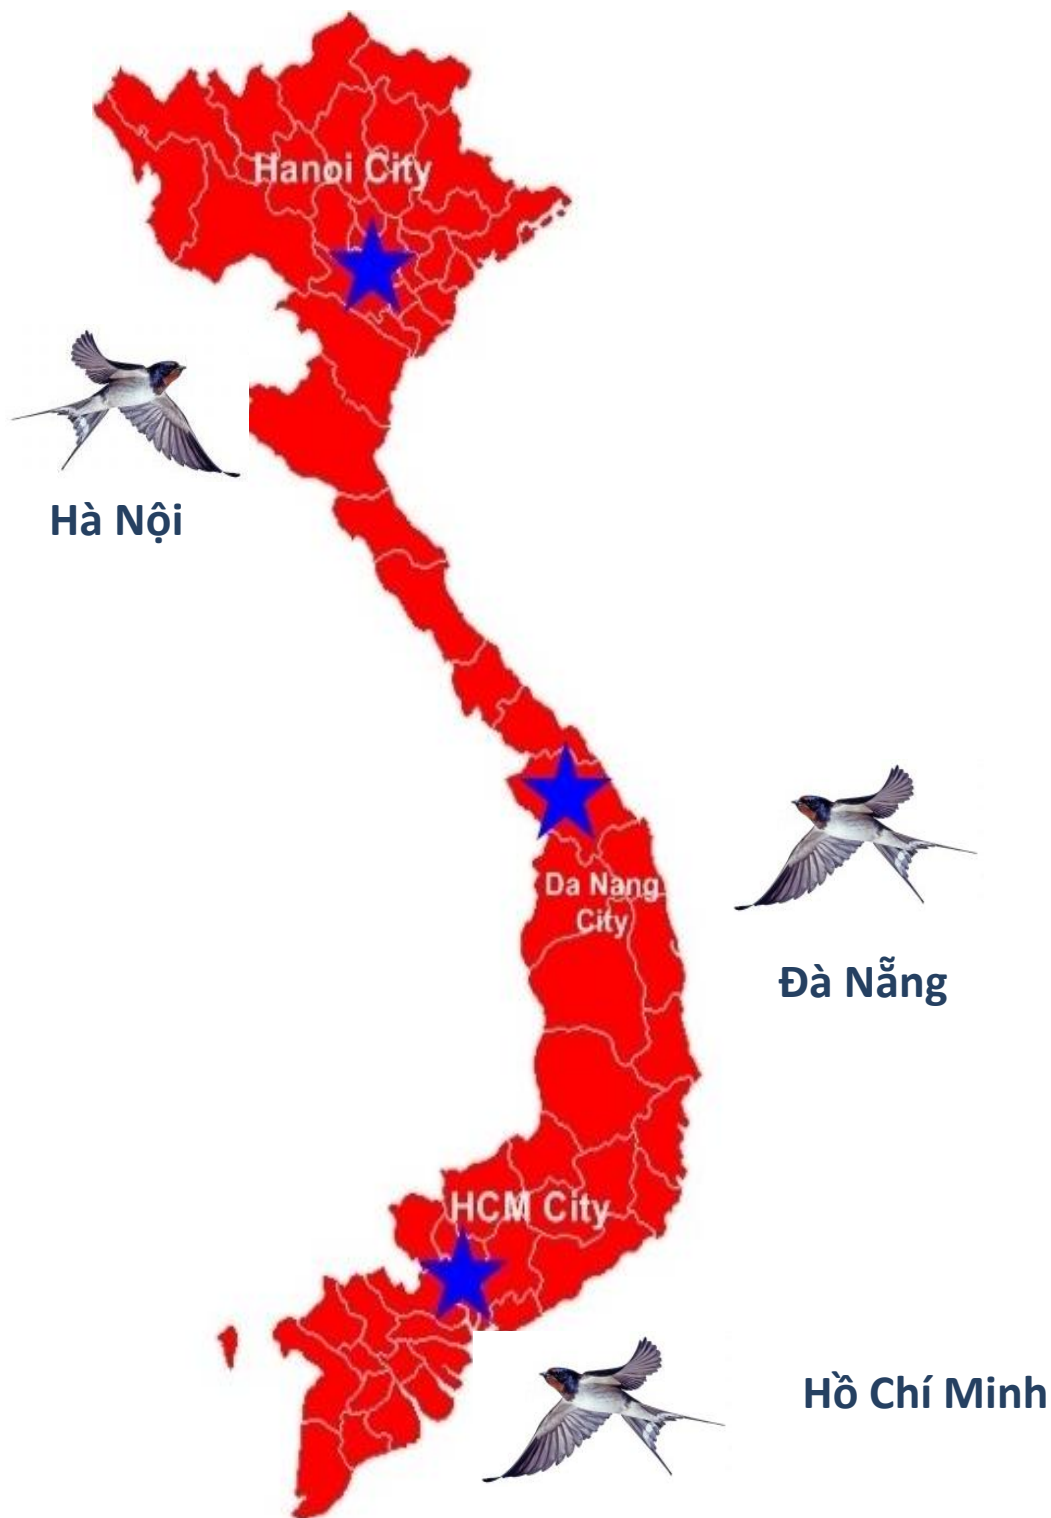 Hanoi City
Hà Nội
Da Nang
City
Đà Nẵng
HCM City
Hồ Chí Minh